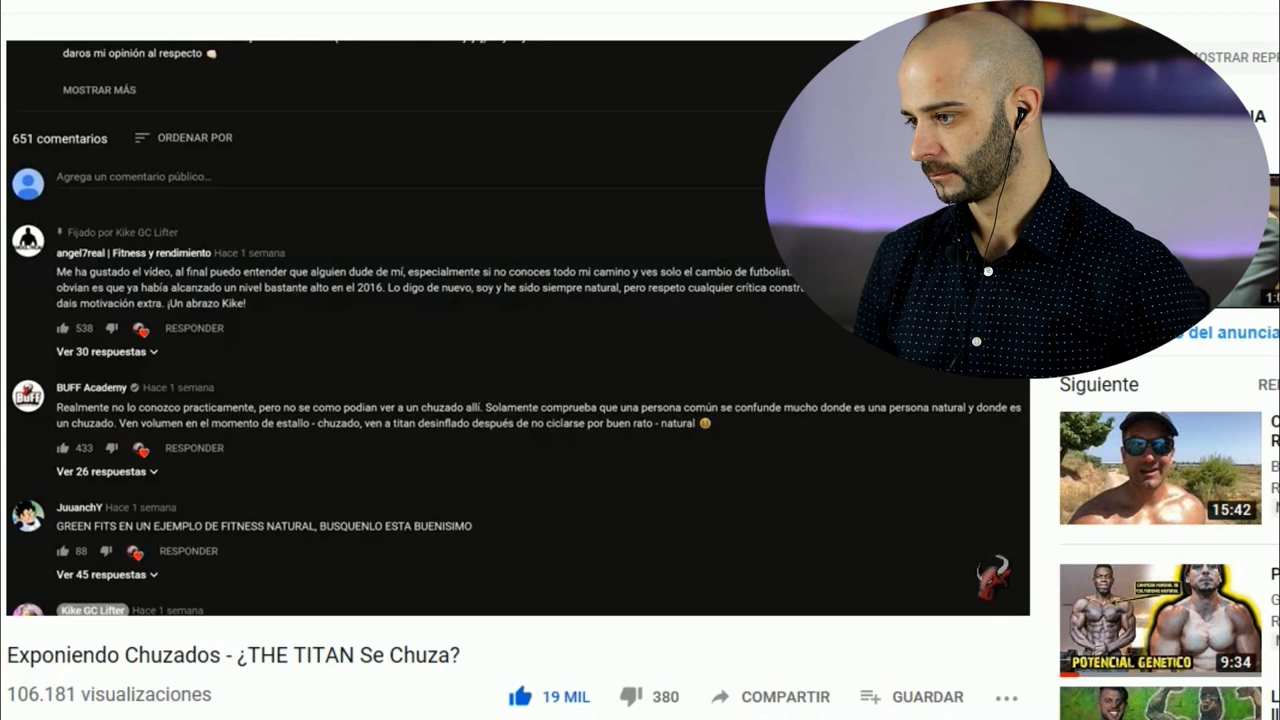 daros mi opinión al respecto
MOSTRAR MÁS
651 comentarios
ORDENAR POR
Agrega un comentario público...
Fijado por Kike GC Lifter
angel7real | Fitness y rendimiento Hace 1 semana
Me ha gustado el vídeo, al final puedo entender que alguien dude de mí, especialmente si no conoces todo mi camino y ves solo el cambio de futbolist
obvian es que ya había alcanzado un nivel bastante alto en el 2016. Lo digo de nuevo, soy y he sido siempre natural, pero respeto cualquier crítica constru
dais motivación extra. ¡Un abrazo Kike!
538
RESPONDER
Ver 30 respuestas
BUFF
BUFF Academy Hace 1 semana
Realmente no lo conozco practicamente, pero no se como podian ver a un chuzado allí. Solamente comprueba que una persona común se confunde mucho donde es una persona natural y donde es
un chuzado. Ven volumen en el momento de estallo - chuzado, ven a titan desinflado después de no ciclarse por buen rato - natural
433
RESPONDER
Ver 26 respuestas
JuuanchY Hace 1 semana
GREEN FITS EN UN EJEMPLO DE FITNESS NATURAL, BUSQUENLO ESTA BUENISIMO
88
RESPONDER
Ver 45 respuestas
Kike GC Lifter Hace 1 semana
Exponiendo Chuzados - ¿THE TITAN Se Chuza?
106.181 visualizaciones
19 MIL
380
COMPARTIR
GUARDAR
OSTRAR REP
IA
del anuncia
Siguiente
RE
15:42
POTENCIAL GENETICO
9:34